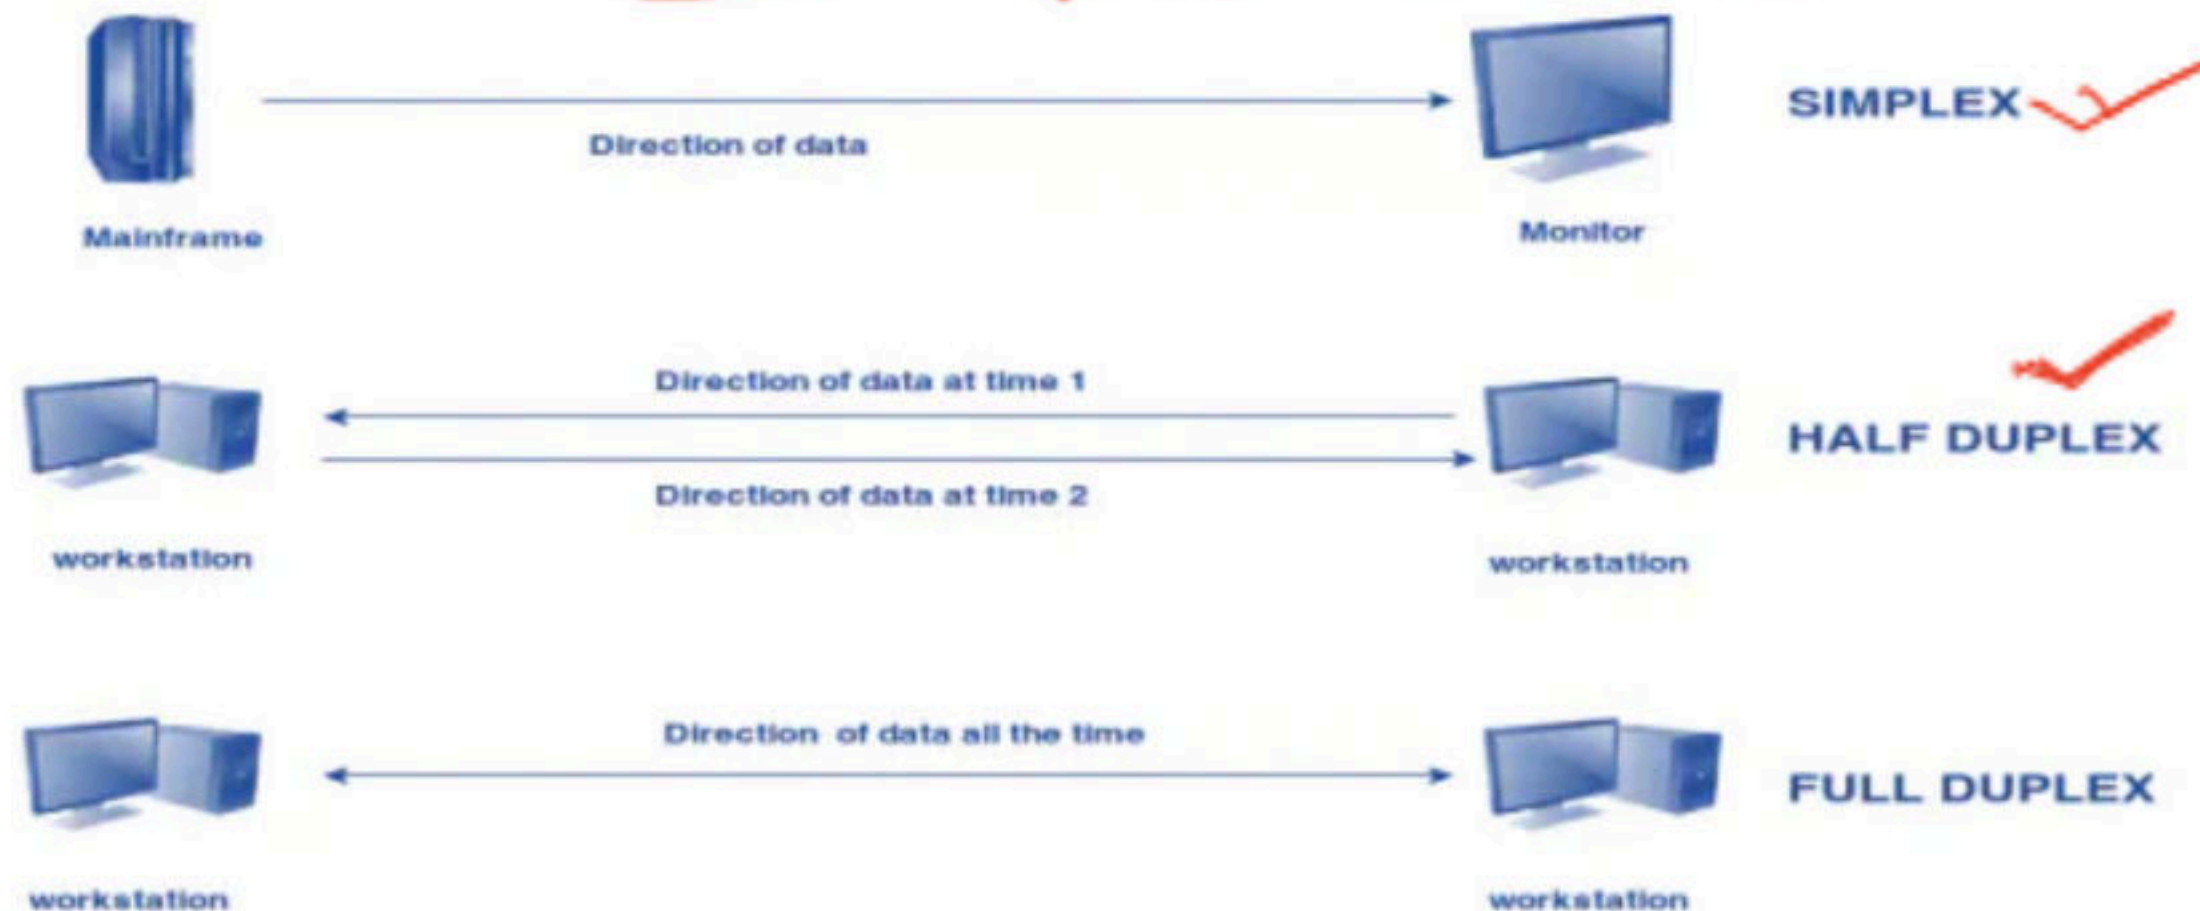 SIMPLEX
Direction of data
Mainframe
Monitor
Direction of data at time 1
HALF DUPLEX
Direction of data at time 2
workstation
workstation
Direction of data all the time
FULL DUPLEX
workstation
workstation